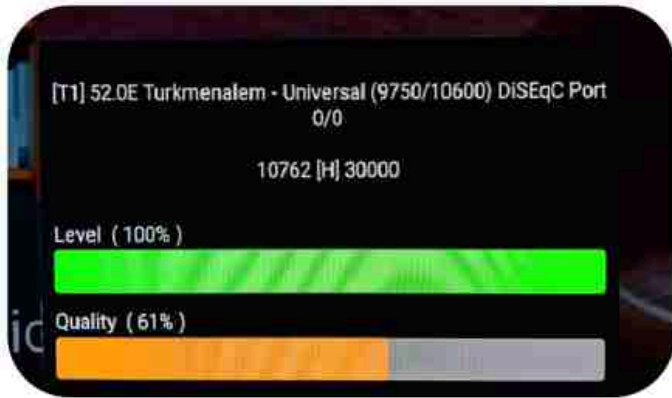 [T1] 52.0E Turkmenalem - Universal (9750/10600) DiSEqC Port
0/0
10762 [H] 30000
Level ( 100% )
Quality ( 61% )